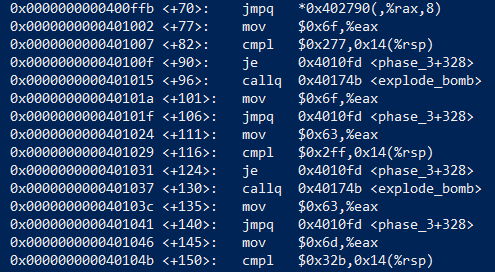 0x0000000000400ffb <+70>: jmpq *0x402790(,%rax,8)
0x0000000000401002 <+77>: mov $0x6f,%eax
0x0000000000401007 <+82>: cmpl $0x277,0x14(%rsp)
0x000000000040100f <+90>: je 0x4010fd <phase_3+328>
0x0000000000401015 <+96>: callq 0x40174b <explode_bomb>
0x000000000040101a <+101>: mov $0x6f,%eax
0x000000000040101f <+106>: jmpq 0x4010fd <phase_3+328>
0x0000000000401024 <+111>: mov $0x63,%eax
0x0000000000401029 <+116>: cmpl $0x2ff,0x14(%rsp)
0x0000000000401031 <+124>: je 0x4010fd <phase_3+328>
0x0000000000401037 <+130>: callq 0x40174b <explode_bomb>
0x000000000040103c <+135>: mov $0x63,%eax
0x0000000000401041 <+140>: jmpq 0x4010fd <phase_3+328>
0x0000000000401046 <+145>: mov $0x6d,%eax
0x000000000040104b <+150>: cmpl $0x32b,0x14(%rsp)